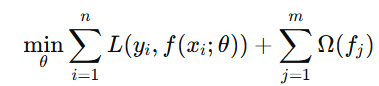 min_θ ∑_{i=1}^{n} L(y_i, f(x_i; θ)) + ∑_{j=1}^{m} Ω(f_j)